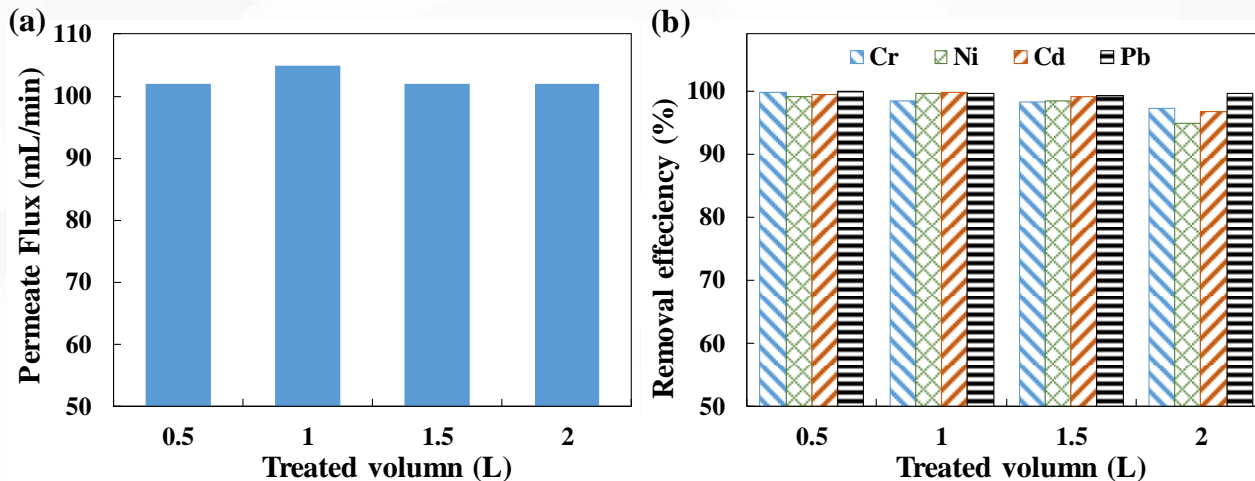 (a)
Permeate Flux (mL/min)
110
100
90
80
70
60
50
0.5 1 1.5 2
Treated volumn (L)
(b)
Cr Ni Cd Pb
Removal effeciency (%)
100
90
80
70
60
50
0.5 1 1.5 2
Treated volumn (L)